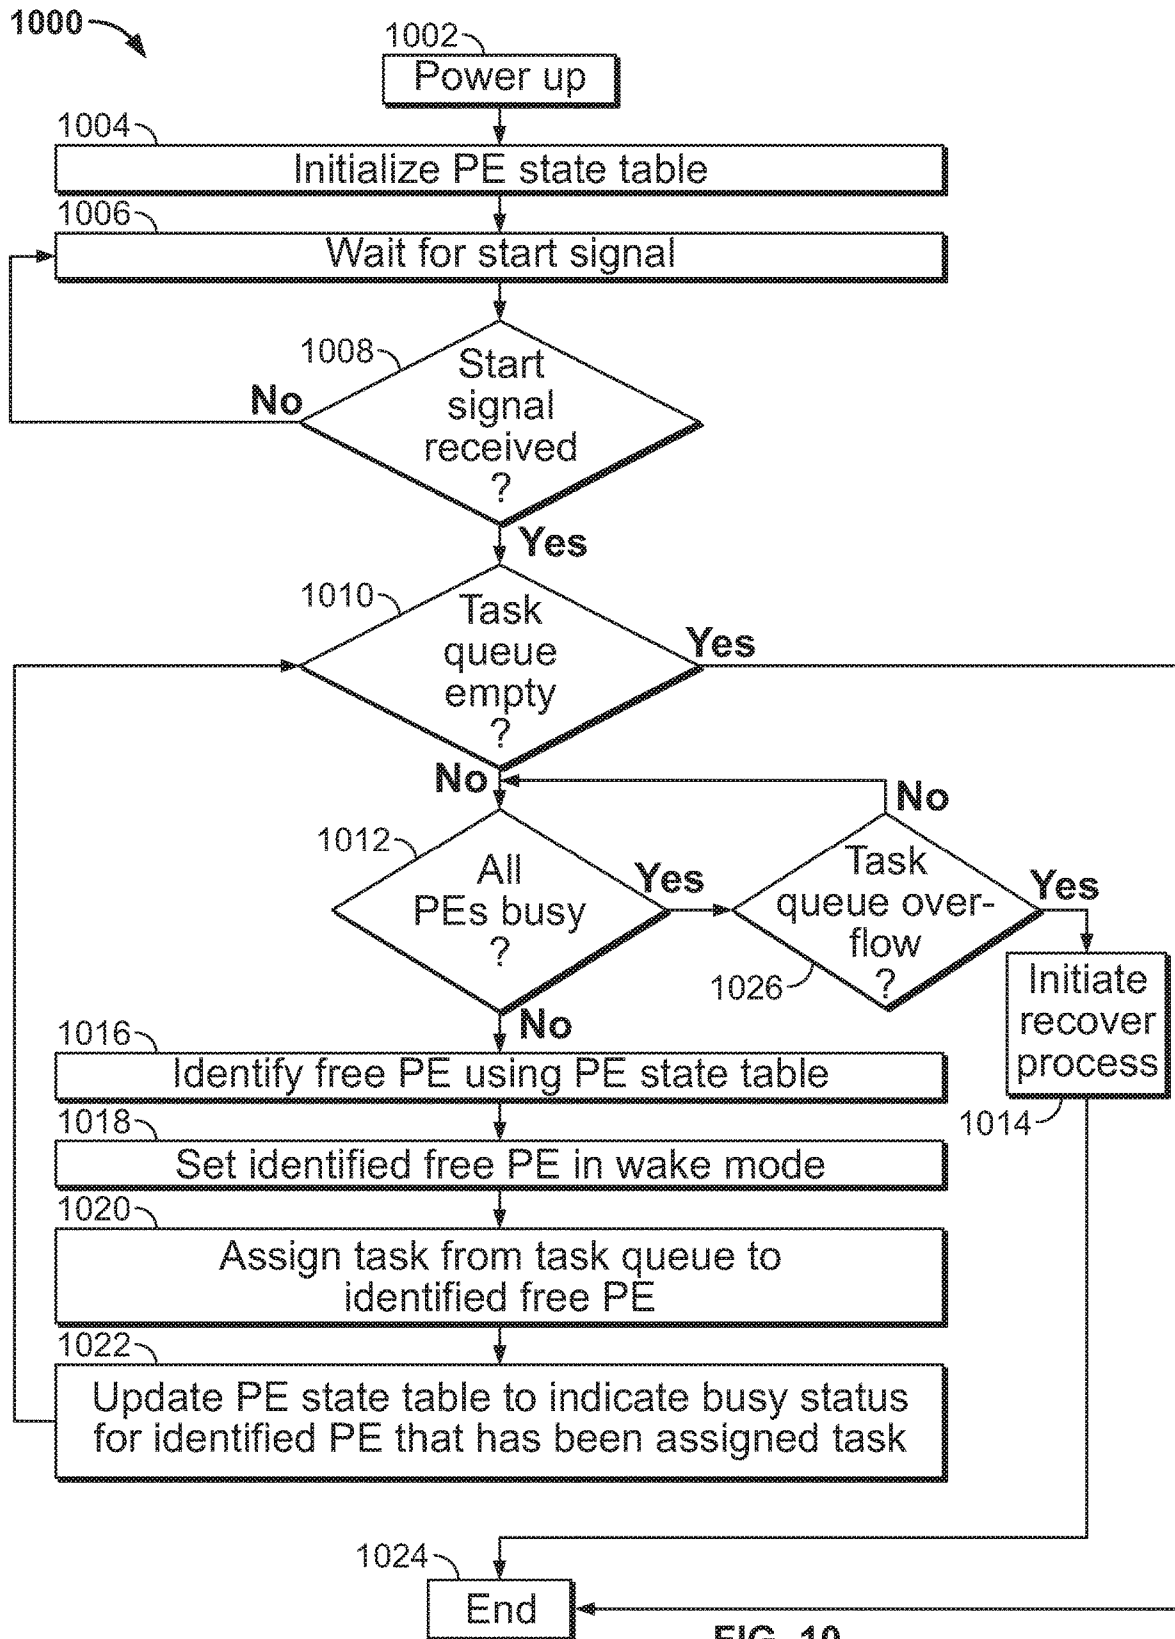 1000
1002
Power up
1004
Initialize PE state table
1006
Wait for start signal
1008
Start
signal
received
?
No
Yes
1010
Task
queue
empty
?
Yes
No
1012
All
PEs busy
?
Yes
No
Task
queue over-
flow
?
1026
Yes
Initiate
recover
process
1014
No
1016
Identify free PE using PE state table
1018
Set identified free PE in wake mode
1020
Assign task from task queue to
identified free PE
1022
Update PE state table to indicate busy status
for identified PE that has been assigned task
1024
End
FIG. 10